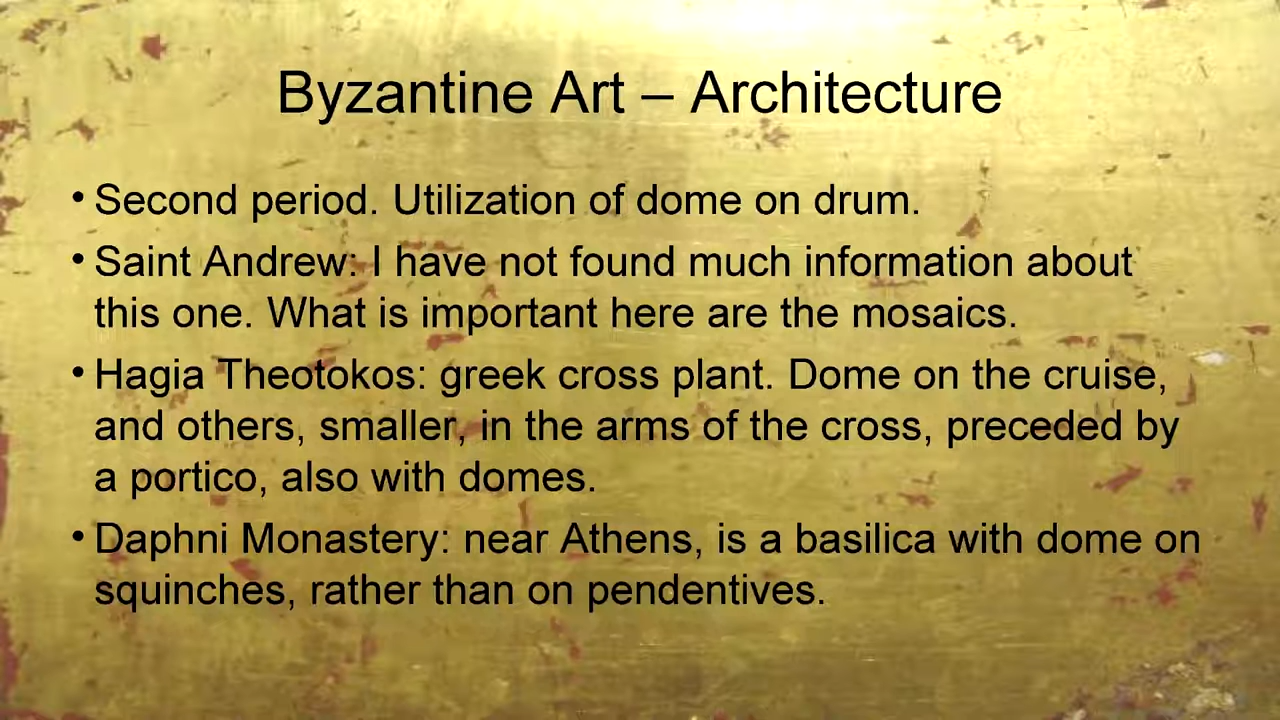 Byzantine Art – Architecture
• Second period. Utilization of dome on drum.
• Saint Andrew: I have not found much information about
this one. What is important here are the mosaics.
• Hagia Theotokos: greek cross plant. Dome on the cruise,
and others, smaller, in the arms of the cross, preceded by
a portico, also with domes.
• Daphni Monastery: near Athens, is a basilica with dome on
squinches, rather than on pendentives.